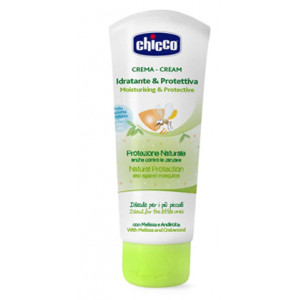 chicco
CREMA - CREAM
Idratante & Protettiva
Moisturising & Protective
Protezione Naturale
anche contro le zanzare
Natural Protection
also against mosquitoes
Ideale per i più piccoli
Ideal for the little ones
con Melissa e Andiroba
With Melissa and Crabwood